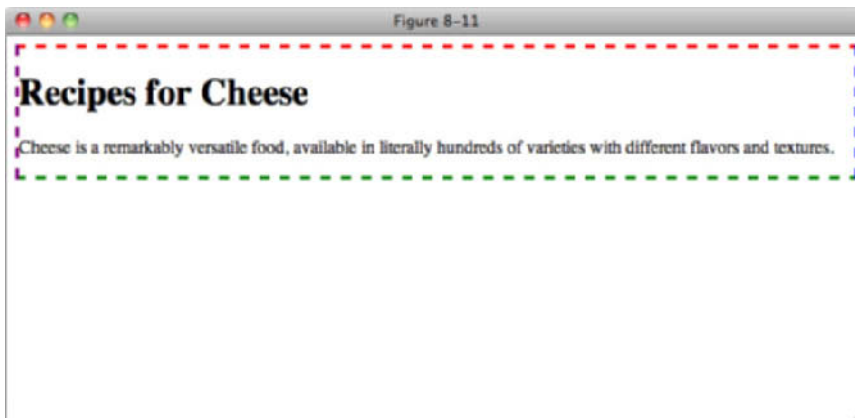 Figure 8-11
Recipes for Cheese
Cheese is a remarkably versatile food, available in literally hundreds of varieties with different flavors and textures.